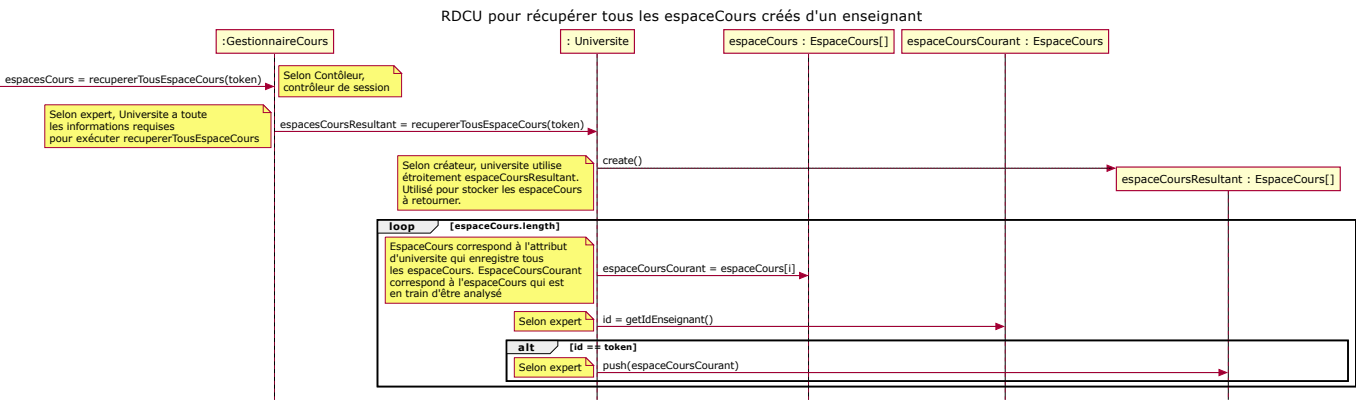 RDCU pour récupérer tous les espaceCours créés d'un enseignant
:GestionnaireCours
: Universite
espaceCours : EspaceCours[]
espaceCoursCourant : EspaceCours
espacesCours = recupererTousEspaceCours(token)
Selon Contôleur,
contrôleur de session
Selon expert, Universite a toute
les informations requises
pour exécuter recupererTousEspaceCours
espacesCoursResultant = recupererTousEspaceCours(token)
Selon créateur, universite utilise
étroitement espaceCoursResultant.
Utilisé pour stocker les espaceCours
à retourner.
create()
espaceCoursResultant : EspaceCours[]
loop
[espaceCours.length]
EspaceCours correspond à l'attribut
d'universite qui enregistre tous
les espaceCours. EspaceCoursCourant
correspond à l'espaceCours qui est
en train d'être analysé
espaceCoursCourant = espaceCours[i]
Selon expert
id = getIdEnseignant()
alt
[id == token]
Selon expert
push(espaceCoursCourant)